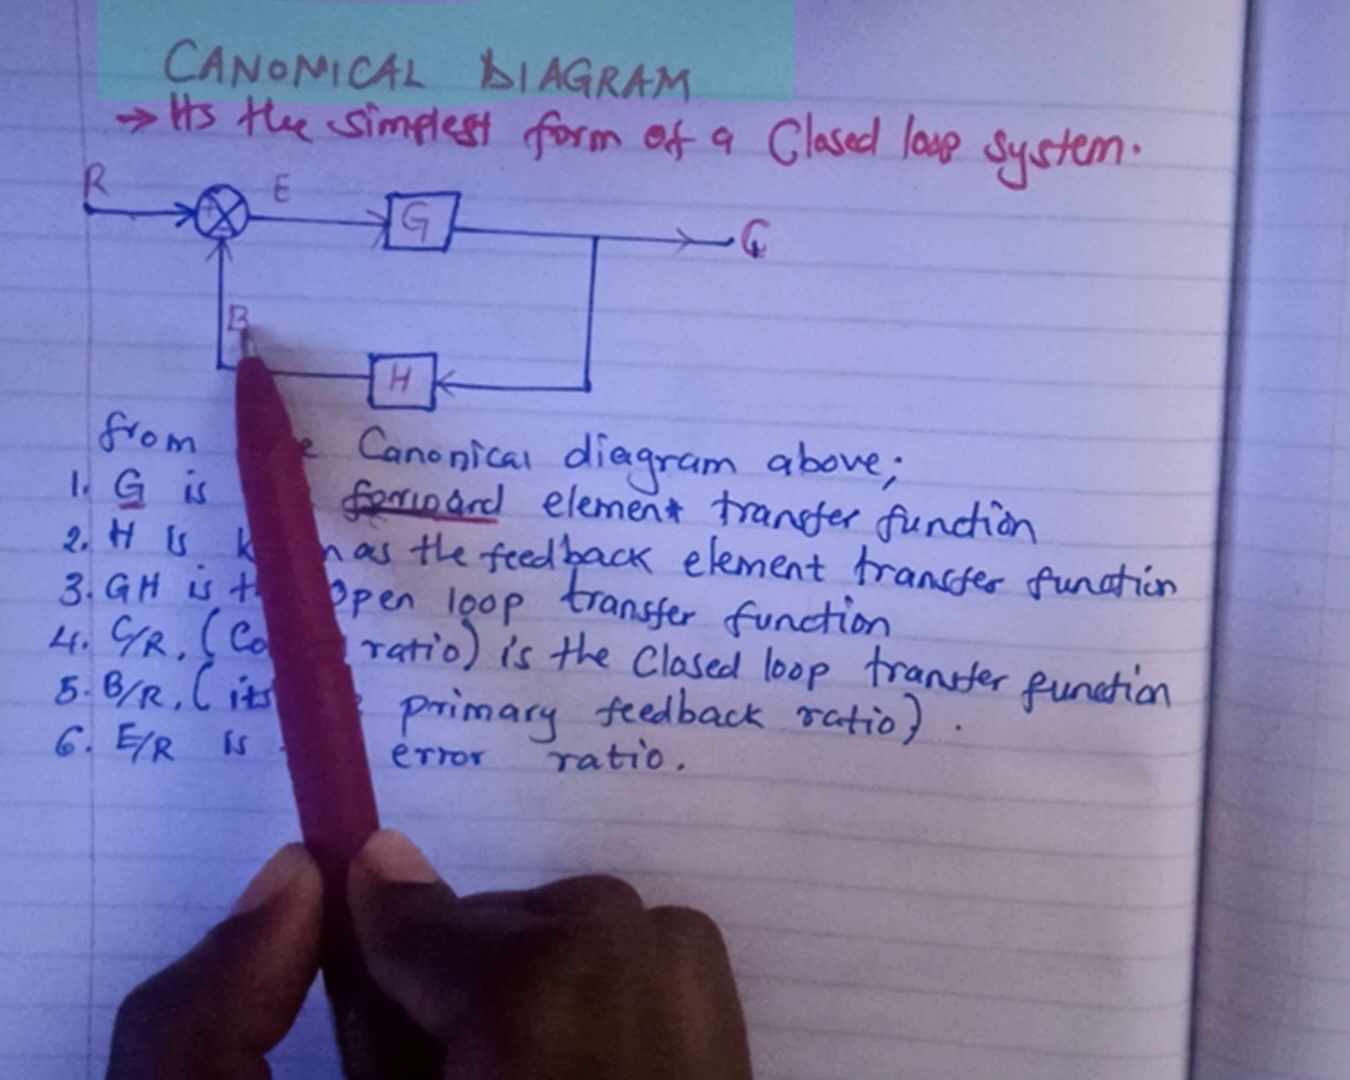 CANONICAL DIAGRAM
→ Its the simplest form of a Closed loop system.
R
E
G
C
B
H
from Canonical diagram above;
1. G is forward element transfer function
2. H is as the feedback element transfer function
3. GH is open loop transfer function
4. C/R, ( ratio) is the Closed loop transfer function
5. B/R, (its primary feedback ratio).
6. E/R is error ratio.